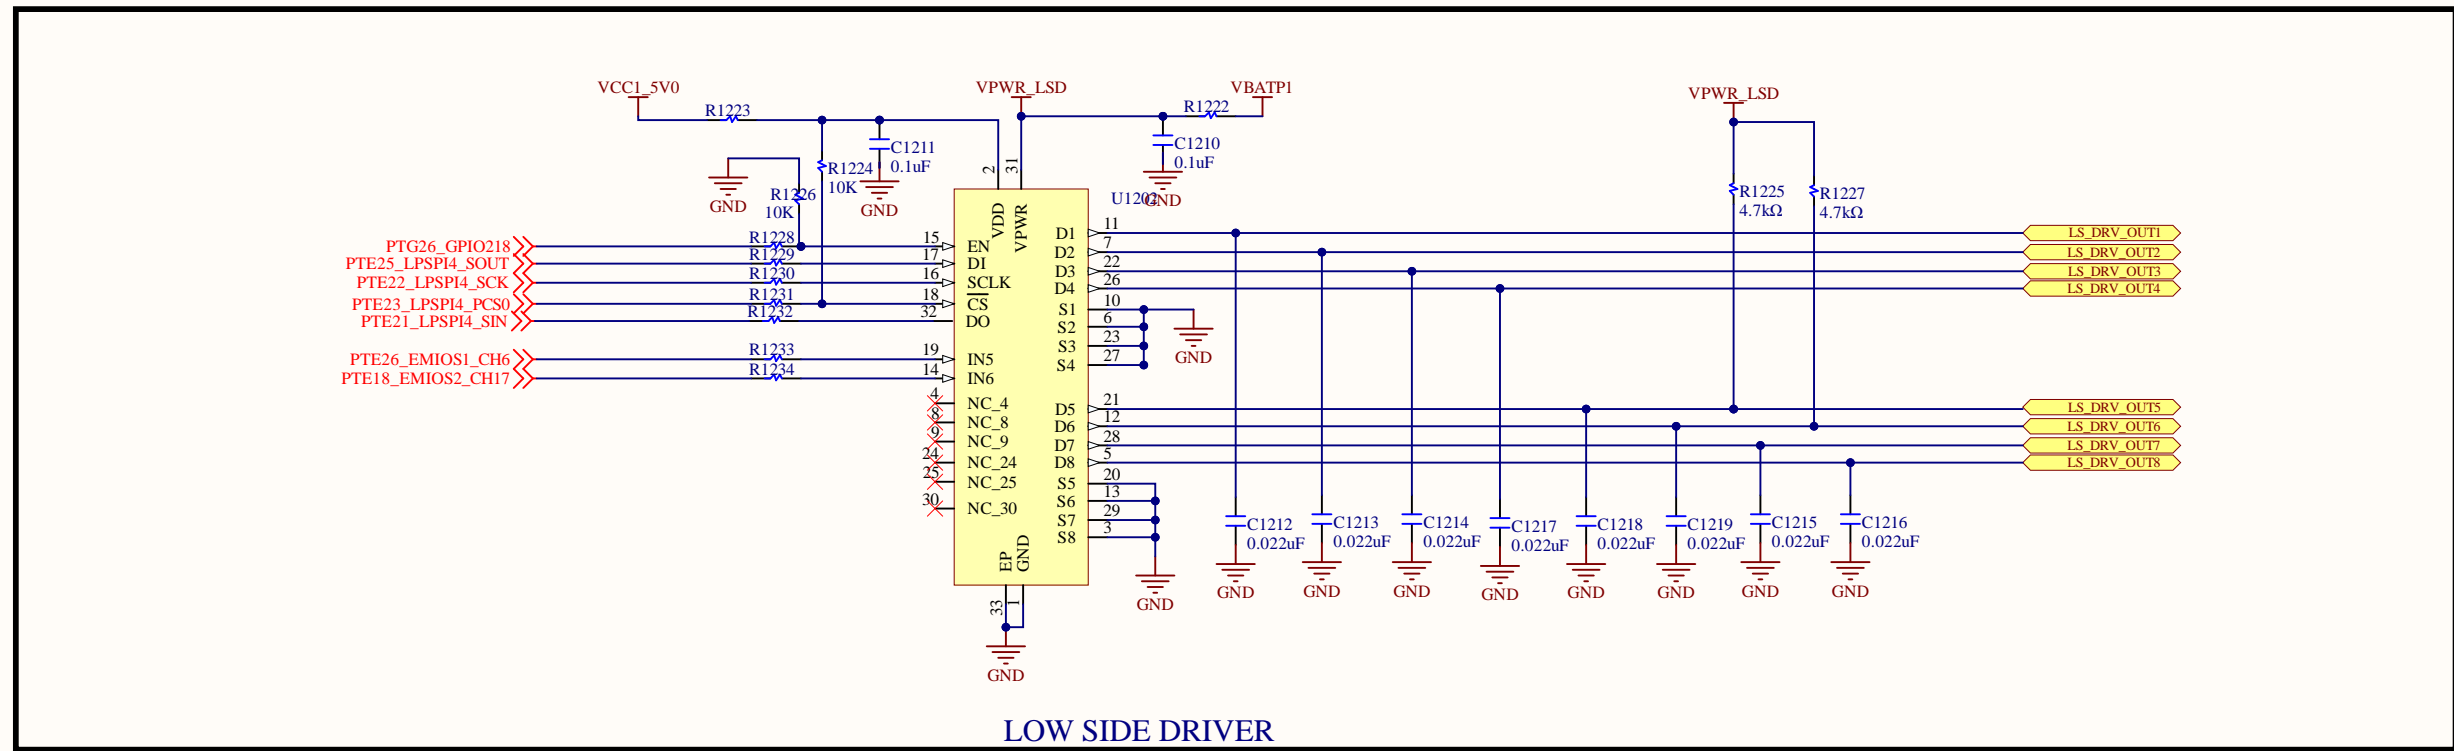 VCC1_5V0
VPWR_LSD
VBATP1
VPWR_LSD
R1223
R1222
C1211
0.1uF
C1210
0.1uF
R1224
10K
R1226
10K
GND
GND
GND
2
31
U1202
R1225
4.7kΩ
R1227
4.7kΩ
VDD
VPWR
PTG26_GPIO218
R1228
15
EN
PTE25_LPSPI4_SOUT
R1229
17
DI
PTE22_LPSPI4_SCK
R1230
16
SCLK
PTE23_LPSPI4_PCS0
R1231
18
CS
PTE21_LPSPI4_SIN
R1232
32
DO
PTE26_EMIOS1_CH6
R1233
19
IN5
PTE18_EMIOS2_CH17
R1234
14
IN6
4
NC_4
8
NC_8
9
NC_9
24
NC_24
25
NC_25
30
NC_30
D1
11
LS_DRV_OUT1
D2
7
LS_DRV_OUT2
D3
22
LS_DRV_OUT3
D4
26
LS_DRV_OUT4
S1
10
S2
6
S3
23
S4
27
GND
D5
21
LS_DRV_OUT5
D6
12
LS_DRV_OUT6
D7
28
LS_DRV_OUT7
D8
5
LS_DRV_OUT8
S5
20
S6
13
S7
29
S8
3
GND
EP
GND
33
1
GND
C1212
0.022uF
GND
C1213
0.022uF
GND
C1214
0.022uF
GND
C1217
0.022uF
GND
C1218
0.022uF
GND
C1219
0.022uF
GND
C1215
0.022uF
GND
C1216
0.022uF
GND
LOW SIDE DRIVER